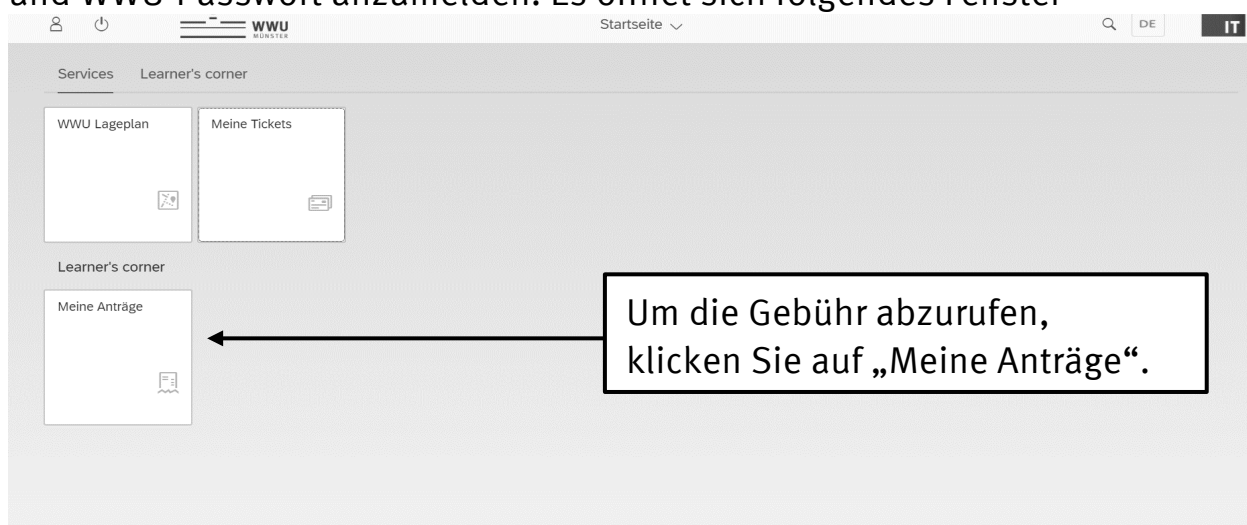 und WWU-Passwort anzumelden. Es öffnet sich folgendes Fenster
WWU
MÜNSTER
Startseite
DE
IT
Services Learner's corner
WWU Lageplan Meine Tickets
Learner's corner
Meine Anträge
Um die Gebühr abzurufen,
klicken Sie auf „Meine Anträge“.